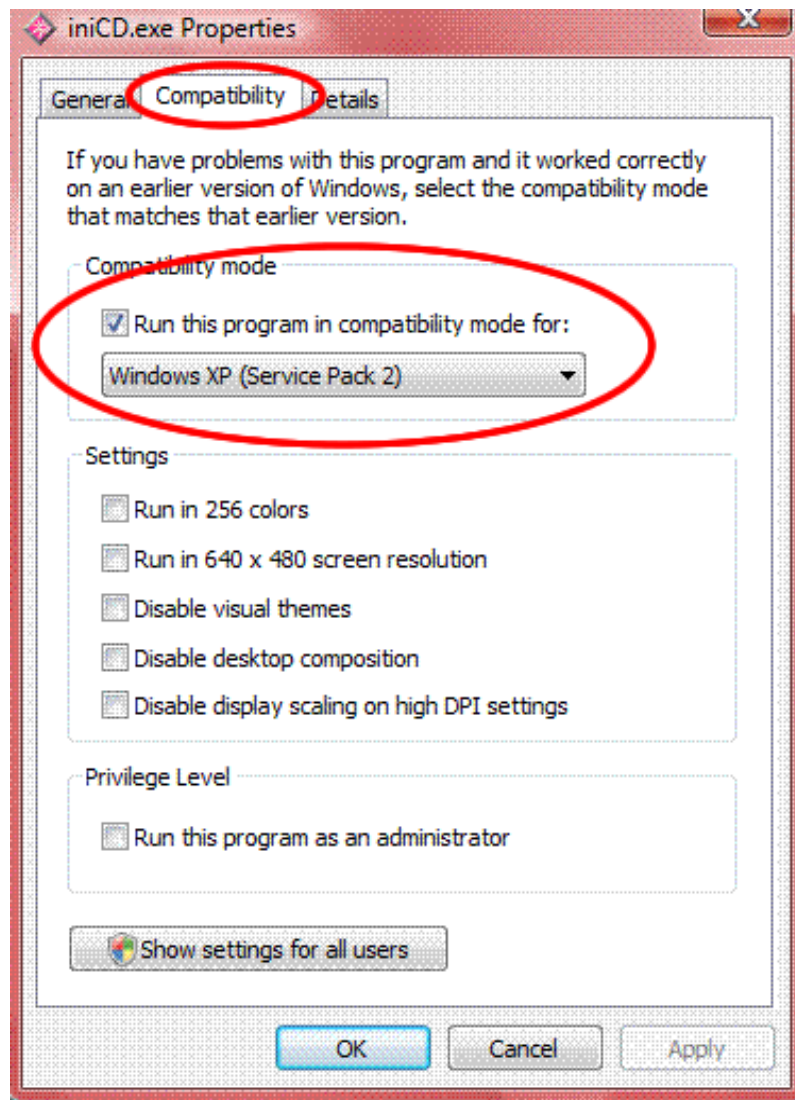 iniCD.exe Properties
General Compatibility Details
If you have problems with this program and it worked correctly
on an earlier version of Windows, select the compatibility mode
that matches that earlier version.
Compatibility mode
Run this program in compatibility mode for:
Windows XP (Service Pack 2)
Settings
Run in 256 colors
Run in 640 x 480 screen resolution
Disable visual themes
Disable desktop composition
Disable display scaling on high DPI settings
Privilege Level
Run this program as an administrator
Show settings for all users
OK Cancel Apply